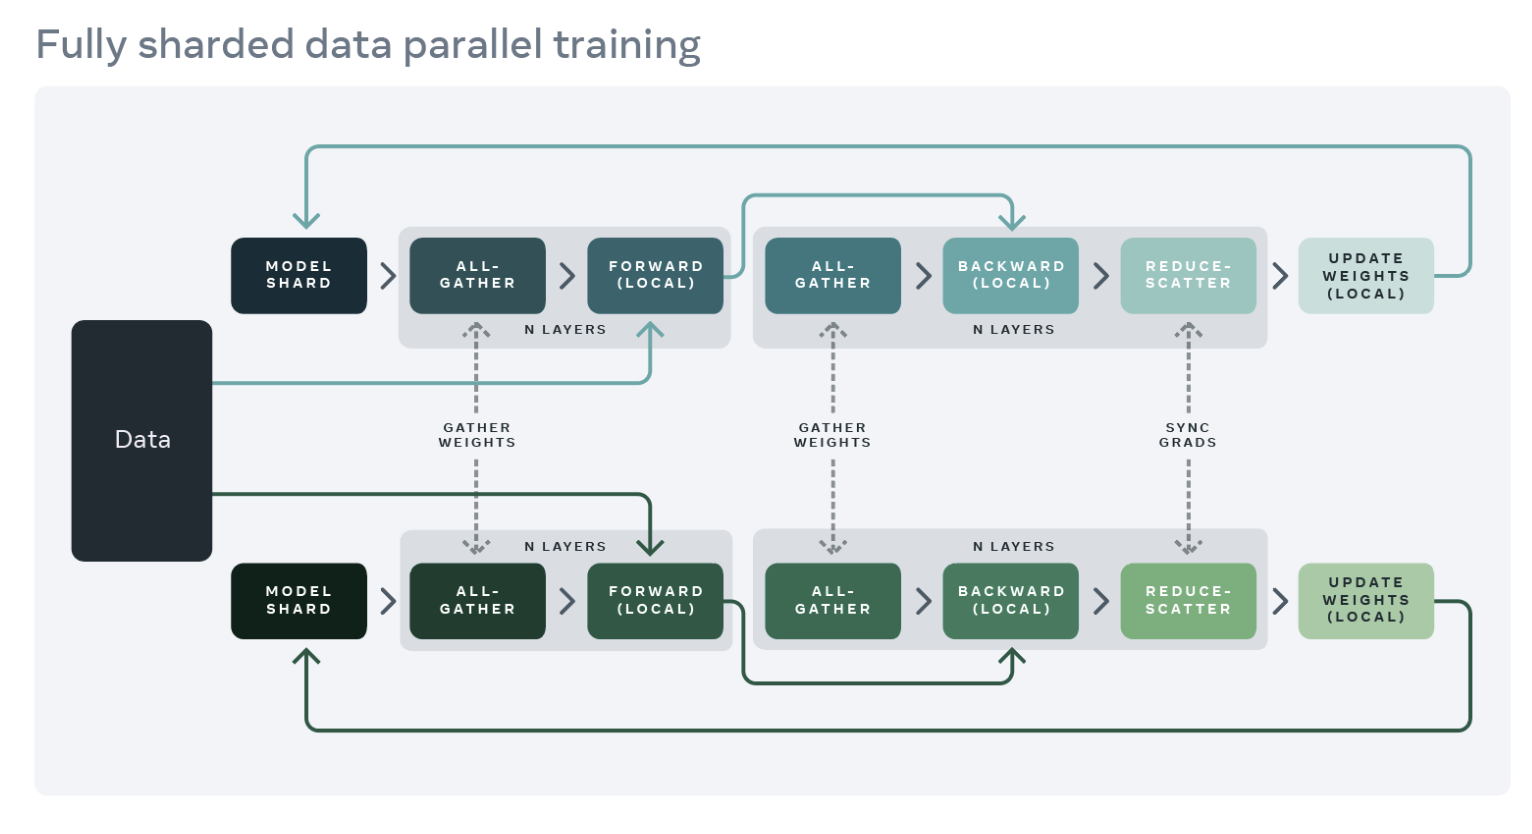 Fully sharded data parallel training
MODEL
SHARD
ALL-
GATHER
FORWARD
(LOCAL)
N LAYERS
ALL-
GATHER
BACKWARD
(LOCAL)
REDUCE-
SCATTER
N LAYERS
UPDATE
WEIGHTS
(LOCAL)
Data
GATHER
WEIGHTS
GATHER
WEIGHTS
SYNC
GRADS
MODEL
SHARD
N LAYERS
ALL-
GATHER
FORWARD
(LOCAL)
N LAYERS
ALL-
GATHER
BACKWARD
(LOCAL)
REDUCE-
SCATTER
UPDATE
WEIGHTS
(LOCAL)